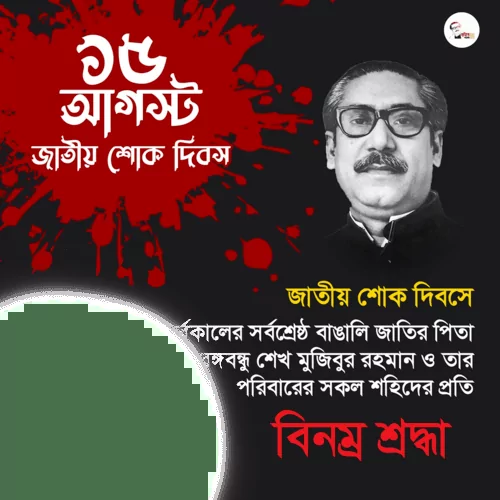 ১৫
আগস্ট
জাতীয় শোক দিবস
জাতীয় শোক দিবসে
সর্বশ্রেষ্ঠ বাঙালি জাতির পিতা
শেখ মুজিবুর রহমান ও তার
পরিবারের সকল শহিদের প্রতি
বিনম্র শ্রদ্ধা